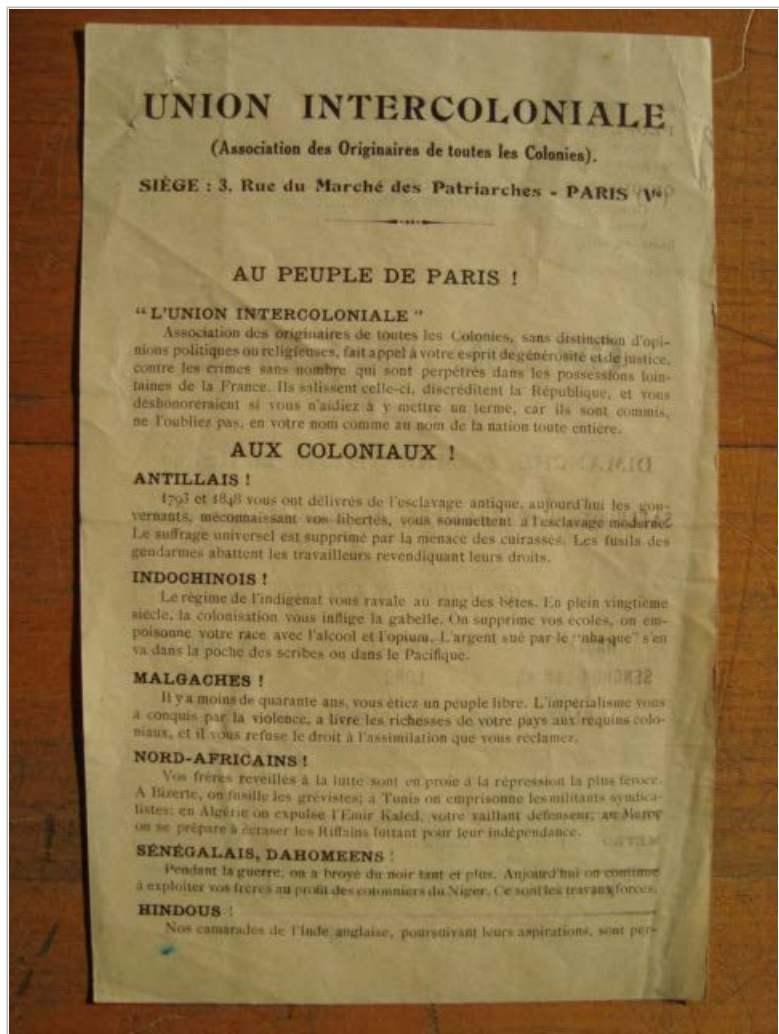 UNION INTERCOLONIALE
(Association des Originaires de toutes les Colonies).
SIÈGE : 3, Rue du Marché des Patriarches - PARIS (Ve)
AU PEUPLE DE PARIS !
“ L'UNION INTERCOLONIALE ”
Association des originaires de toutes les Colonies, sans distinction d'opi-
nions politiques ou religieuses, fait appel à votre esprit de générosité et de justice,
contre les crimes sans nombre qui sont perpétrés dans les possessions loin-
taines de la France. Ils salissent celle-ci, discréditent la République, et vous
déshonoreraient si vous n'aidiez à y mettre un terme, car ils sont commis,
ne l'oubliez pas, en votre nom comme au nom de la nation toute entière.
AUX COLONIAUX !
ANTILLAIS !
1793 et 1848 vous ont délivrés de l'esclavage antique, aujourd'hui les gou-
vernants, méconnaissant vos libertés, vous soumettent à l'esclavage moderne.
Le suffrage universel est supprimé par la menace des cuirassés. Les fusils des
gendarmes abattent les travailleurs revendiquant leurs droits.
INDOCHINOIS !
Le régime de l'indigénat vous ravale au rang des bêtes. En plein vingtième
siècle, la colonisation vous inflige la gabelle. On supprime vos écoles, on em-
poisonne votre race avec l'alcool et l'opium. L'argent sué par le “nha-que” s'en
va dans la poche des scribes ou dans le Pacifique.
MALGACHES !
Il y a moins de quarante ans, vous étiez un peuple libre. L'impérialisme vous
a conquis par la violence, a livré les richesses de votre pays aux requins colo-
niaux, et il vous refuse le droit à l'assimilation que vous réclamez.
NORD-AFRICAINS !
Vos frères reveillés à la lutte sont en proie à la répression la plus féroce.
A Bizerte, on fusille les grévistes; à Tunis on emprisonne les militants syndica-
listes; en Algérie on expulse l'Emir Kaled, votre vaillant défenseur; au Maroc
on se prépare à écraser les Riffains luttant pour leur indépendance.
SÉNÉGALAIS, DAHOMEENS !
Pendant la guerre, on a broyé du noir tant et plus. Aujourd'hui on continue
à exploiter vos frères au profit des cotonniers du Niger. Ce sont les travaux forcés.
HINDOUS !
Nos camarades de l'Inde anglaise, poursuivant leurs aspirations, sont per-